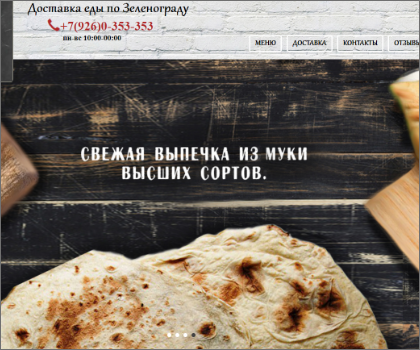 Доставка еды по Зеленограду
+7(926)0-353-353
пн-вс 10:00-00:00
МЕНЮ
ДОСТАВКА
КОНТАКТЫ
ОТЗЫВЫ
СВЕЖАЯ ВЫПЕЧКА ИЗ МУКИ
ВЫСШИХ СОРТОВ.